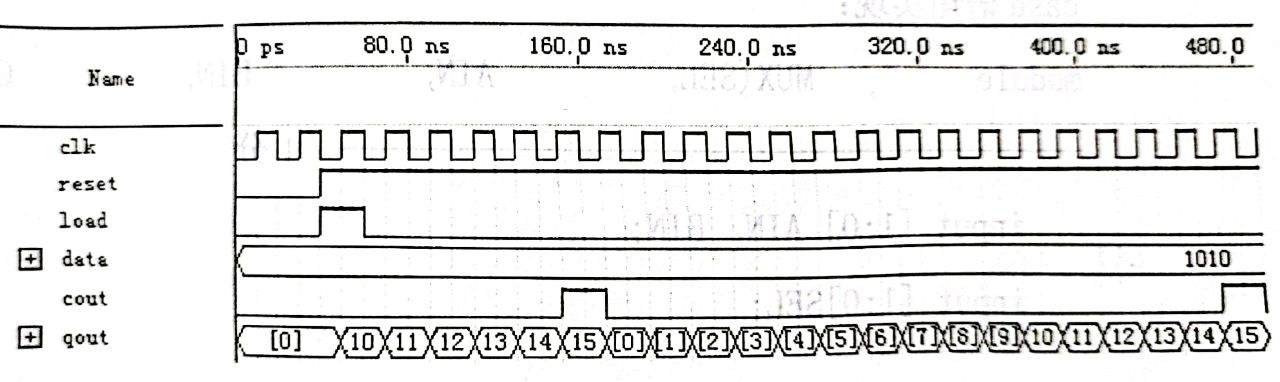 0 ps 80.0 ns 160.0 ns 240.0 ns 320.0 ns 400.0 ns 480.0
Name
clk
reset
load
data 1010
cout
qout [0] 10 11 12 13 14 15 [0] [1] [2] [3] [4] [5] [6] [7] [8] [9] 10 11 12 13 14 15